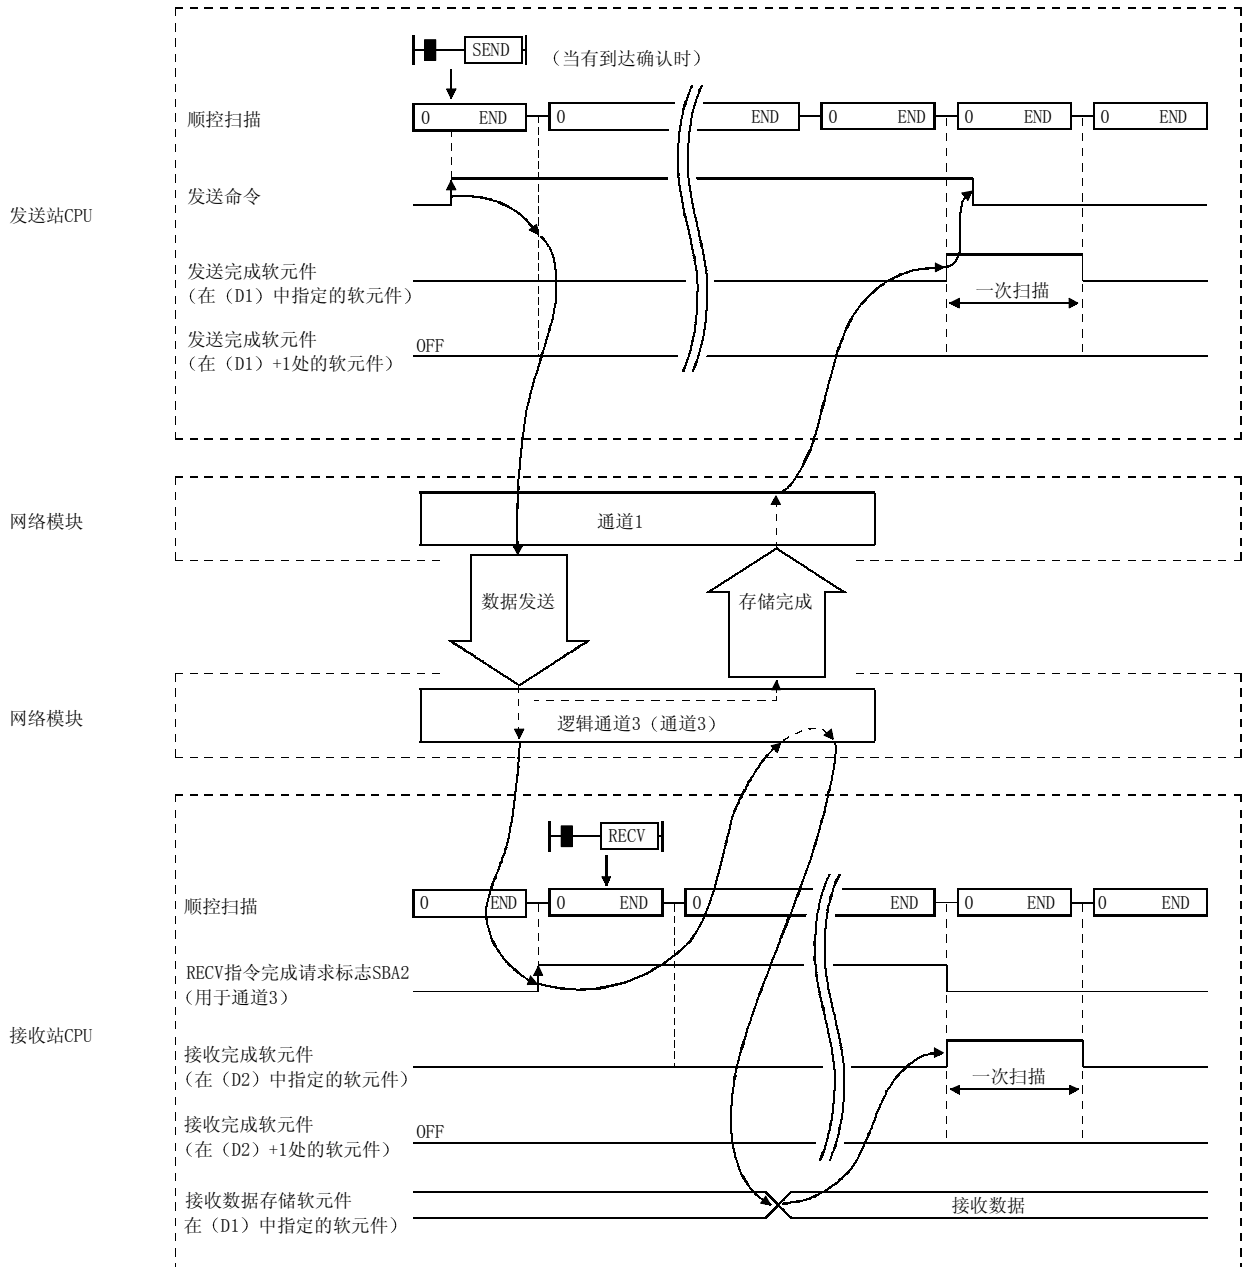 SEND
（当有到达确认时）
顺控扫描
0 END 0 END 0 END 0 END 0 END
发送命令
发送站CPU
发送完成软元件
（在（D1）中指定的软元件）
一次扫描
发送完成软元件
（在（D1）+1处的软元件）
OFF
网络模块
通道1
数据发送
存储完成
网络模块
逻辑通道3（通道3）
RECV
顺控扫描
0 END 0 END 0 END 0 END 0 END
RECV指令完成请求标志SBA2
（用于通道3）
接收站CPU
接收完成软元件
（在（D2）中指定的软元件）
一次扫描
接收完成软元件
（在（D2）+1处的软元件）
OFF
接收数据存储软元件
在（D1）中指定的软元件）
接收数据